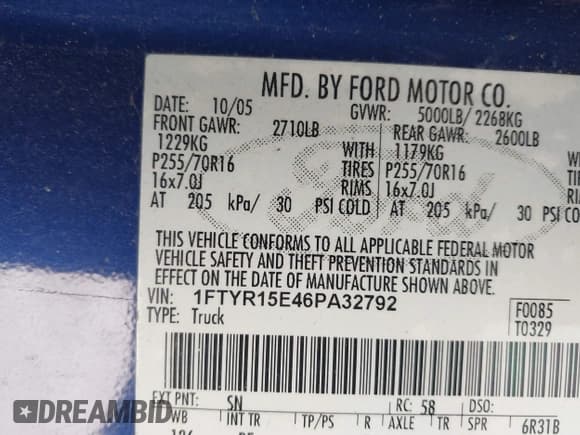 MFD. BY FORD MOTOR CO.
DATE: 10/05 GVWR: 5000LB/ 2268KG
FRONT GAWR: 2710LB REAR GAWR: 2600LB
1229KG WITH 1179KG
P255/70R16 TIRES P255/70R16
16x7.0J RIMS 16x7.0J
AT 205 kPa/ 30 PSI COLD AT 205 kPa/ 30 PSI
Ford
THIS VEHICLE CONFORMS TO ALL APPLICABLE FEDERAL MOTOR
VEHICLE SAFETY AND THEFT PREVENTION STANDARDS IN
EFFECT ON THE DATE OF MANUFACTURE SHOWN ABOVE.
VIN: 1FTYR15E46PA32792 F0085
TYPE: Truck T0329
EXT PNT: SN RC: 58 DSO:
WB INT TR TP/PS R AXLE TR SPR 6R31B
DREAMBID